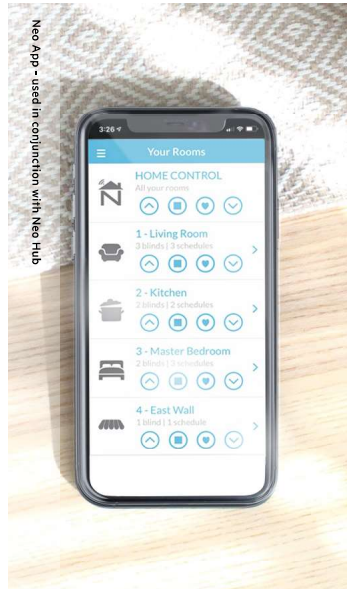 Neo App - used in conjunction with Neo Hub
3:26
Your Rooms
HOME CONTROL
All your rooms
1 - Living Room
3 blinds | 3 schedules
2 - Kitchen
2 blinds | 2 schedules
3 - Master Bedroom
2 blinds | 3 schedules
4 - East Wall
1 blind | 1 schedule